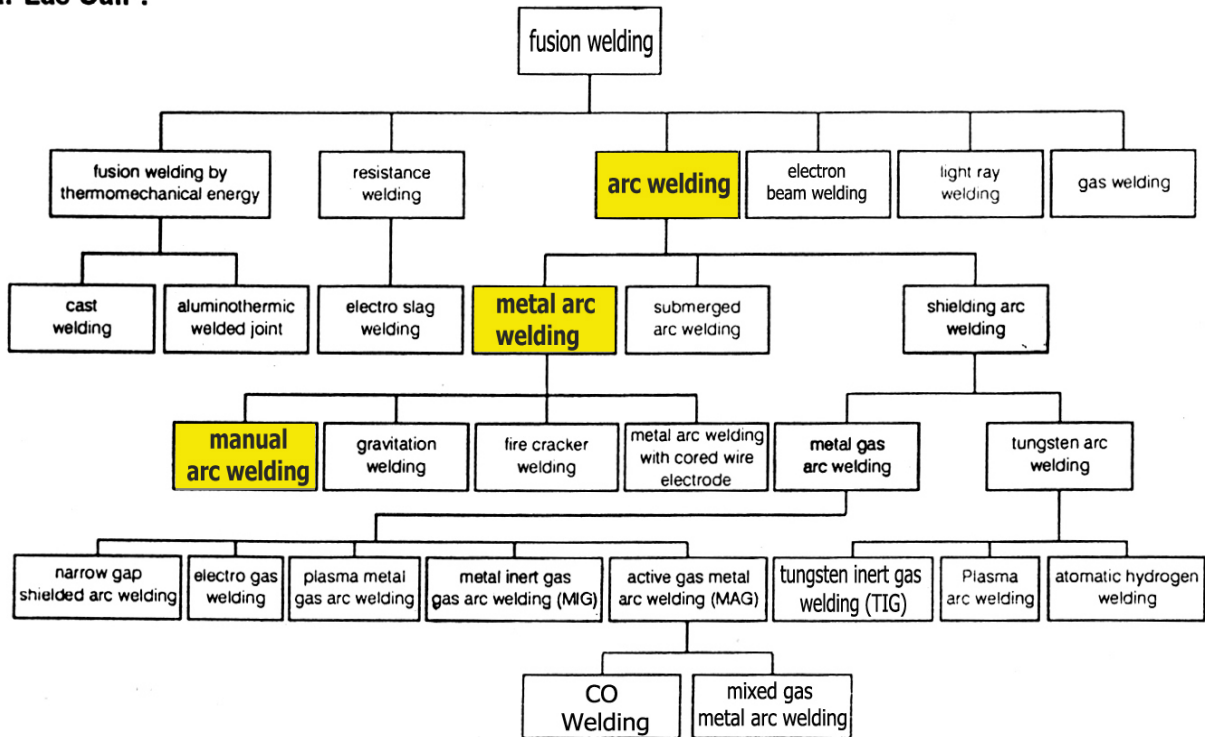 fusion welding
fusion welding by
thermomechanical energy
resistance
welding
arc welding
electron
beam welding
light ray
welding
gas welding
cast
welding
aluminothermic
welded joint
electro slag
welding
metal arc
welding
submerged
arc welding
shielding arc
welding
manual
arc welding
gravitation
welding
fire cracker
welding
metal arc welding
with cored wire
electrode
metal gas
arc welding
tungsten arc
welding
narrow gap
shielded arc welding
electro gas
welding
plasma metal
gas arc welding
metal inert gas
gas arc welding (MIG)
active gas metal
arc welding (MAG)
tungsten inert gas
welding (TIG)
Plasma
arc welding
atomatic hydrogen
welding
CO
Welding
mixed gas
metal arc welding